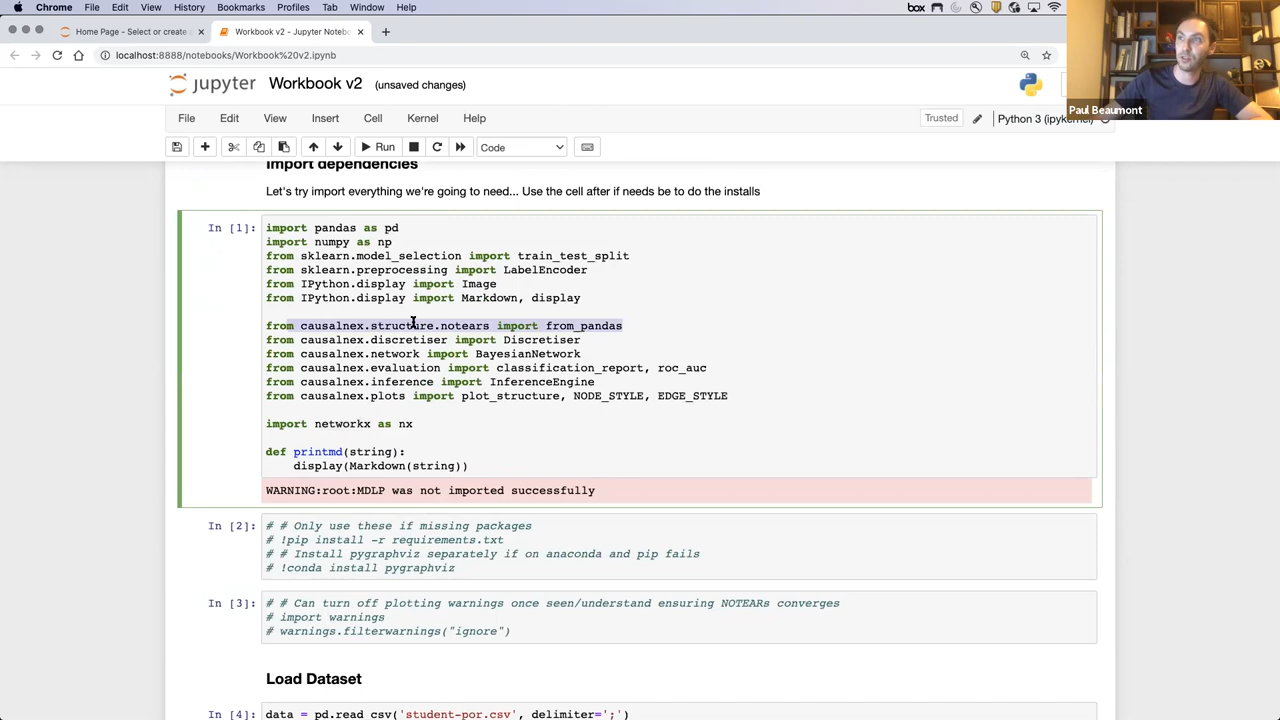 Chrome File Edit View History Bookmarks Profiles Tab Window Help
box
Home Page - Select or create
Workbook v2 - Jupyter Notebo
localhost:8888/notebooks/Workbook%20v2.ipynb
jupyter Workbook v2 (unsaved changes)
Paul Beaumont
File Edit View Insert Cell Kernel Help
Trusted
Python 3 (ipykernel)
Run
Code
Import dependencies
Let's try import everything we're going to need... Use the cell after if needs be to do the installs
In [1]:
import pandas as pd
import numpy as np
from sklearn.model_selection import train_test_split
from sklearn.preprocessing import LabelEncoder
from IPython.display import Image
from IPython.display import Markdown, display
from causalnex.structure.notears import from_pandas
from causalnex.discretiser import Discretiser
from causalnex.network import BayesianNetwork
from causalnex.evaluation import classification_report, roc_auc
from causalnex.inference import InferenceEngine
from causalnex.plots import plot_structure, NODE_STYLE, EDGE_STYLE
import networkx as nx
def printmd(string):
display(Markdown(string))
WARNING:root:MDLP was not imported successfully
In [2]:
# # Only use these if missing packages
# !pip install -r requirements.txt
# # Install pygraphviz separately if on anaconda and pip fails
# !conda install pygraphviz
In [3]:
# # Can turn off plotting warnings once seen/understand ensuring NOTEARs converges
# import warnings
# warnings.filterwarnings("ignore")
Load Dataset
In [4]:
data = pd.read_csv('student-por.csv', delimiter=';')